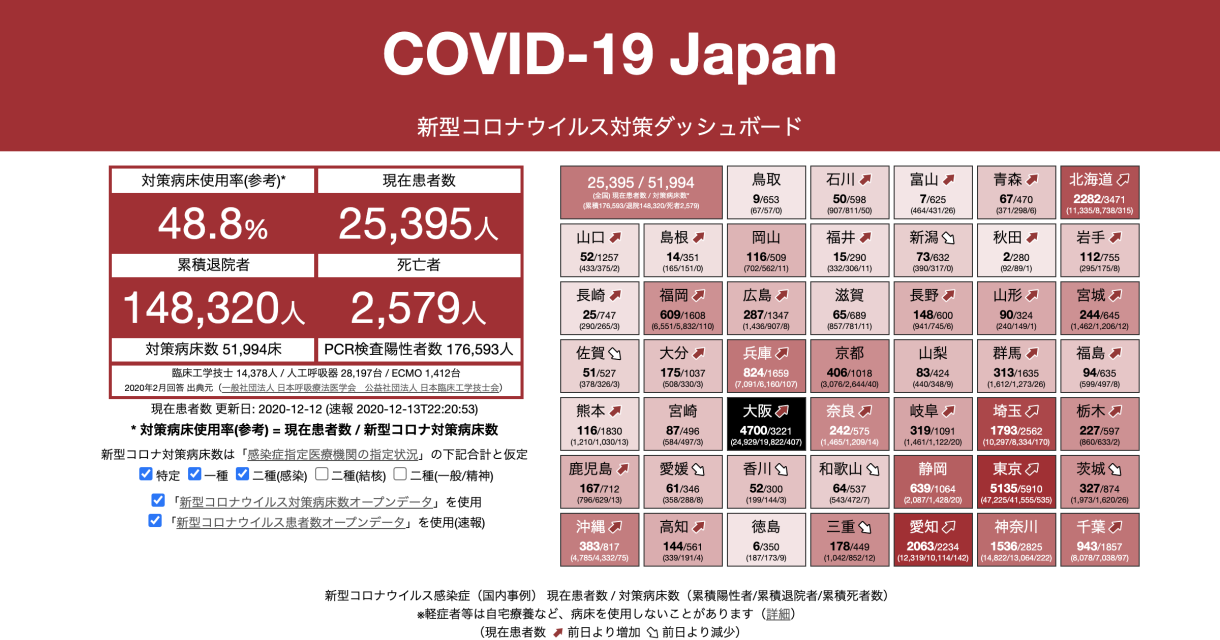 COVID-19 Japan
新型コロナウイルス対策ダッシュボード
対策病床使用率(参考)* 現在患者数
48.8% 25,395人
累積退院者 死亡者
148,320人 2,579人
対策病床数 51,994床 PCR検査陽性者数 176,593人
臨床工学技士 14,378人 / 人工呼吸器 28,197台 / ECMO 1,412台
2020年2月回答 出典元 (一般社団法人 日本呼吸療法医学会 公益社団法人 日本臨床工学技士会)
現在患者数 更新日: 2020-12-12 (速報 2020-12-13T22:20:53)
* 対策病床使用率(参考) = 現在患者数 / 新型コロナ対策病床数
新型コロナ対策病床数は「感染症指定医療機関の指定状況」の下記合計と仮定
特定 一種 二種(感染) 二種(結核) 二種(一般/精神)
「新型コロナウイルス対策病床数オープンデータ」を使用
「新型コロナウイルス患者数オープンデータ」を使用(速報)
25,395 / 51,994
(全国) 現在患者数 / 対策病床数*
(累積176,593/退院148,320/死者2,579)
鳥取 石川 富山 青森 北海道
9/653 50/598 7/625 67/470 2282/3471
(67/57/0) (907/811/50) (464/431/26) (371/298/6) (11,335/8,738/315)
山口 島根 岡山 福井 新潟 秋田 岩手
52/1257 14/351 116/509 15/290 73/632 2/280 112/755
(433/375/2) (165/151/0) (702/562/11) (332/306/11) (390/317/0) (92/89/1) (295/175/8)
長崎 福岡 広島 滋賀 長野 山形 宮城
25/747 609/1608 287/1347 65/689 148/600 90/324 244/645
(290/265/3) (6,551/5,832/110) (1,436/907/8) (857/781/11) (941/745/6) (240/149/1) (1,462/1,206/12)
佐賀 大分 兵庫 京都 山梨 群馬 福島
51/527 175/1037 824/1659 406/1018 83/424 313/1635 94/635
(378/326/3) (508/330/3) (7,091/6,160/107) (3,076/2,644/40) (440/348/9) (1,612/1,273/26) (599/497/8)
熊本 宮崎 大阪 奈良 岐阜 埼玉 栃木
116/1830 87/496 4700/3221 242/575 319/1091 1793/2562 227/597
(1,210/1,030/13) (584/497/3) (24,929/19,822/407) (1,465/1,209/14) (1,461/1,122/20) (10,297/8,334/170) (860/633/2)
鹿児島 愛媛 香川 和歌山 静岡 東京 茨城
167/712 61/346 52/300 64/537 639/1064 5135/5910 327/874
(796/629/13) (358/288/8) (199/144/3) (543/472/7) (2,087/1,428/20) (47,225/41,555/535) (1,973/1,620/26)
沖縄 高知 徳島 三重 愛知 神奈川 千葉
383/817 144/561 6/350 178/449 2063/2234 1536/2825 943/1857
(4,785/4,332/75) (339/191/4) (187/173/9) (1,042/852/12) (12,319/10,114/142) (14,822/13,064/222) (8,078/7,038/97)
新型コロナウイルス感染症（国内事例） 現在患者数 / 対策病床数（累積陽性者/累積退院者/累積死者数）
※軽症者等は自宅療養など、病床を使用しないことがあります（詳細）
（現在患者数 前日より増加 前日より減少）